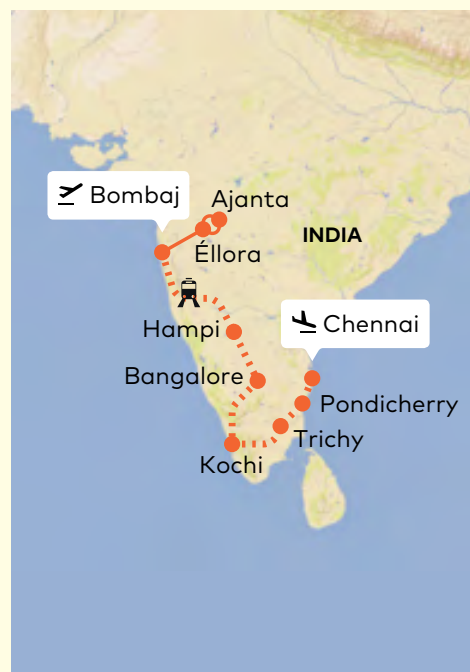 Bombaj
Ajanta
Éllora
INDIA
Chennai
Hampi
Bangalore
Pondicherry
Trichy
Kochi